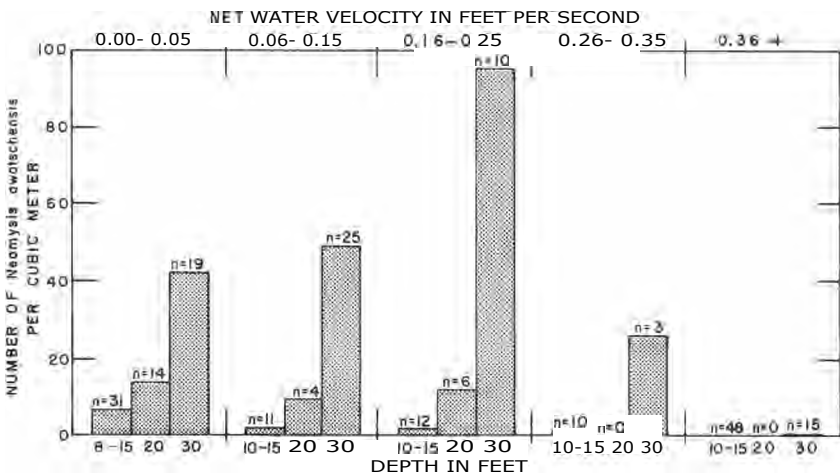 NET WATER VELOCITY IN FEET PER SECOND
0.00-0.05 0.06-0.15 0.16-0.25 0.26-0.35 0.36+
NUMBER OF Neomysis awatschensis
PER CUBIC METER
100
80
60
40
20
0
n=31 n=14 n=19
n=11 n=4 n=25
n=12 n=6 n=10
n=10 n=0 n=3
n=46 n=0 n=15
8-15 20 30 10-15 20 30 10-15 20 30 10-15 20 30 10-15 20 30
DEPTH IN FEET